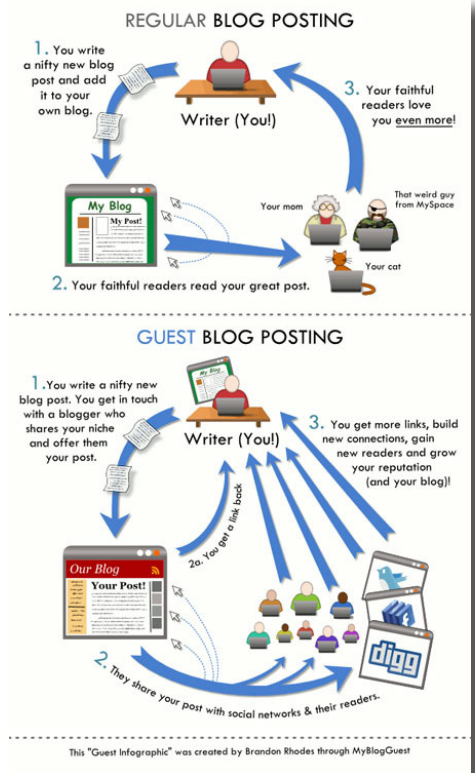 REGULAR BLOG POSTING
1. You write
a nifty new blog
post and add
it to your
own blog.
Writer (You!)
3. Your faithful
readers love
you even more!
My Blog
My Post!
Your mom
That weird guy
from MySpace
Your cat
2. Your faithful readers read your great post.
GUEST BLOG POSTING
1. You write a nifty new
blog post. You get in touch
with a blogger who
shares your niche
and offer them
your post.
My Blog
Writer (You!)
3. You get more links, build
new connections, gain
new readers and grow
your reputation
(and your blog)!
2a. You get a link back
Our Blog
Your Post!
digg
2. They share your post with social networks & their readers.
This "Guest Infographic" was created by Brandon Rhodes through MyBlogGuest